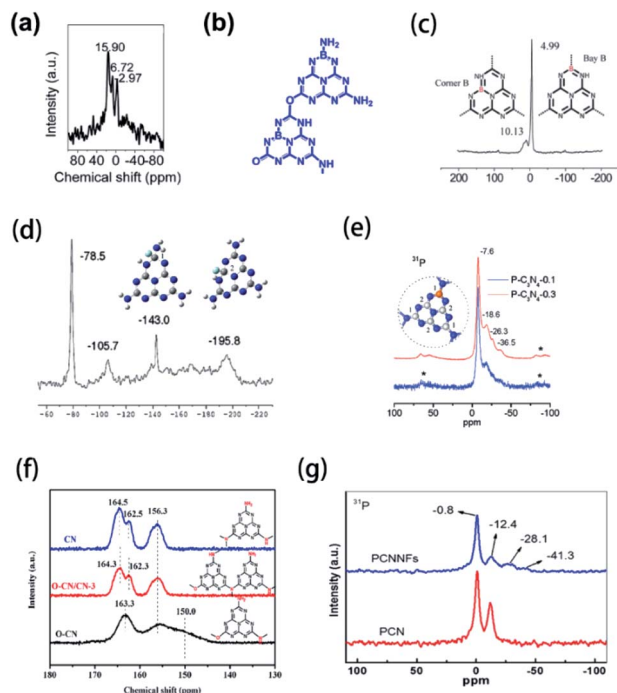 (a)
Intensity (a.u.)
15.90
6.72
-2.97
80 40 0 -40 -80
Chemical shift (ppm)
(b)
NH2
B
N
O
NH
NH2
(c)
4.99
Corner B
Bay B
10.13
200 100 0 -100 -200
(d)
-78.5
-105.7
-143.0
-195.8
-60 -80 -100 -120 -140 -160 -180 -200 -220
(e)
31P
P-C3N4-0.1
P-C3N4-0.3
-7.6
-18.6
-26.3
-36.5
*
*
*
100 50 0 -50 -100
ppm
(f)
Intensity (a.u.)
164.5
162.5
156.3
CN
164.3
162.3
O-CN/CN-3
163.3
150.0
O-CN
180 170 160 150 140 130
Chemical shift (ppm)
(g)
Intensity (a.u.)
31P
-0.8
-12.4
-28.1
-41.3
PCNNFs
PCN
100 50 0 -50 -100
ppm